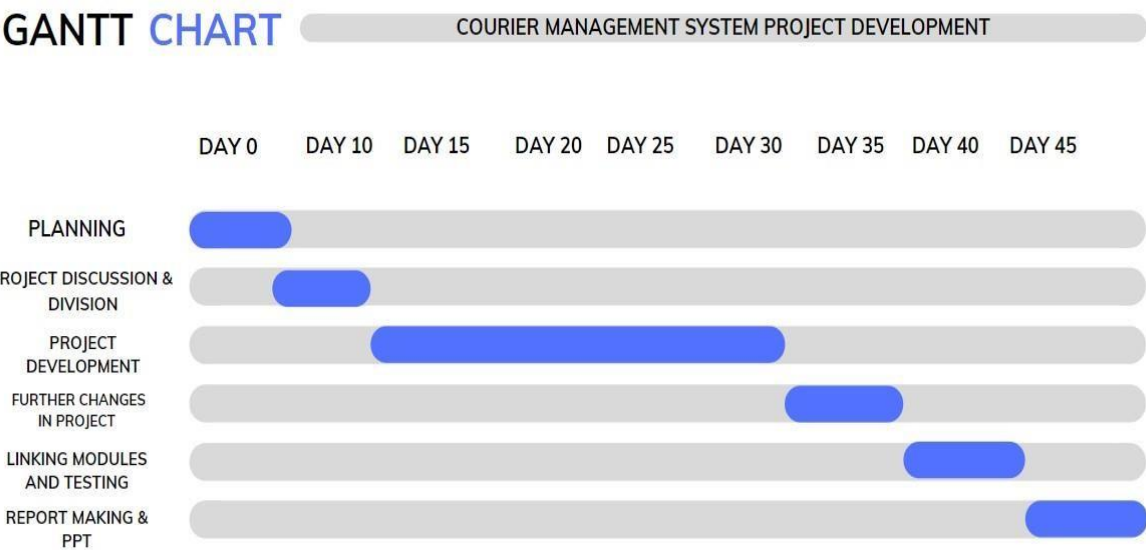 GANTT CHART
COURIER MANAGEMENT SYSTEM PROJECT DEVELOPMENT
DAY 0 DAY 10 DAY 15 DAY 20 DAY 25 DAY 30 DAY 35 DAY 40 DAY 45
PLANNING
ROJECT DISCUSSION &
DIVISION
PROJECT
DEVELOPMENT
FURTHER CHANGES
IN PROJECT
LINKING MODULES
AND TESTING
REPORT MAKING &
PPT